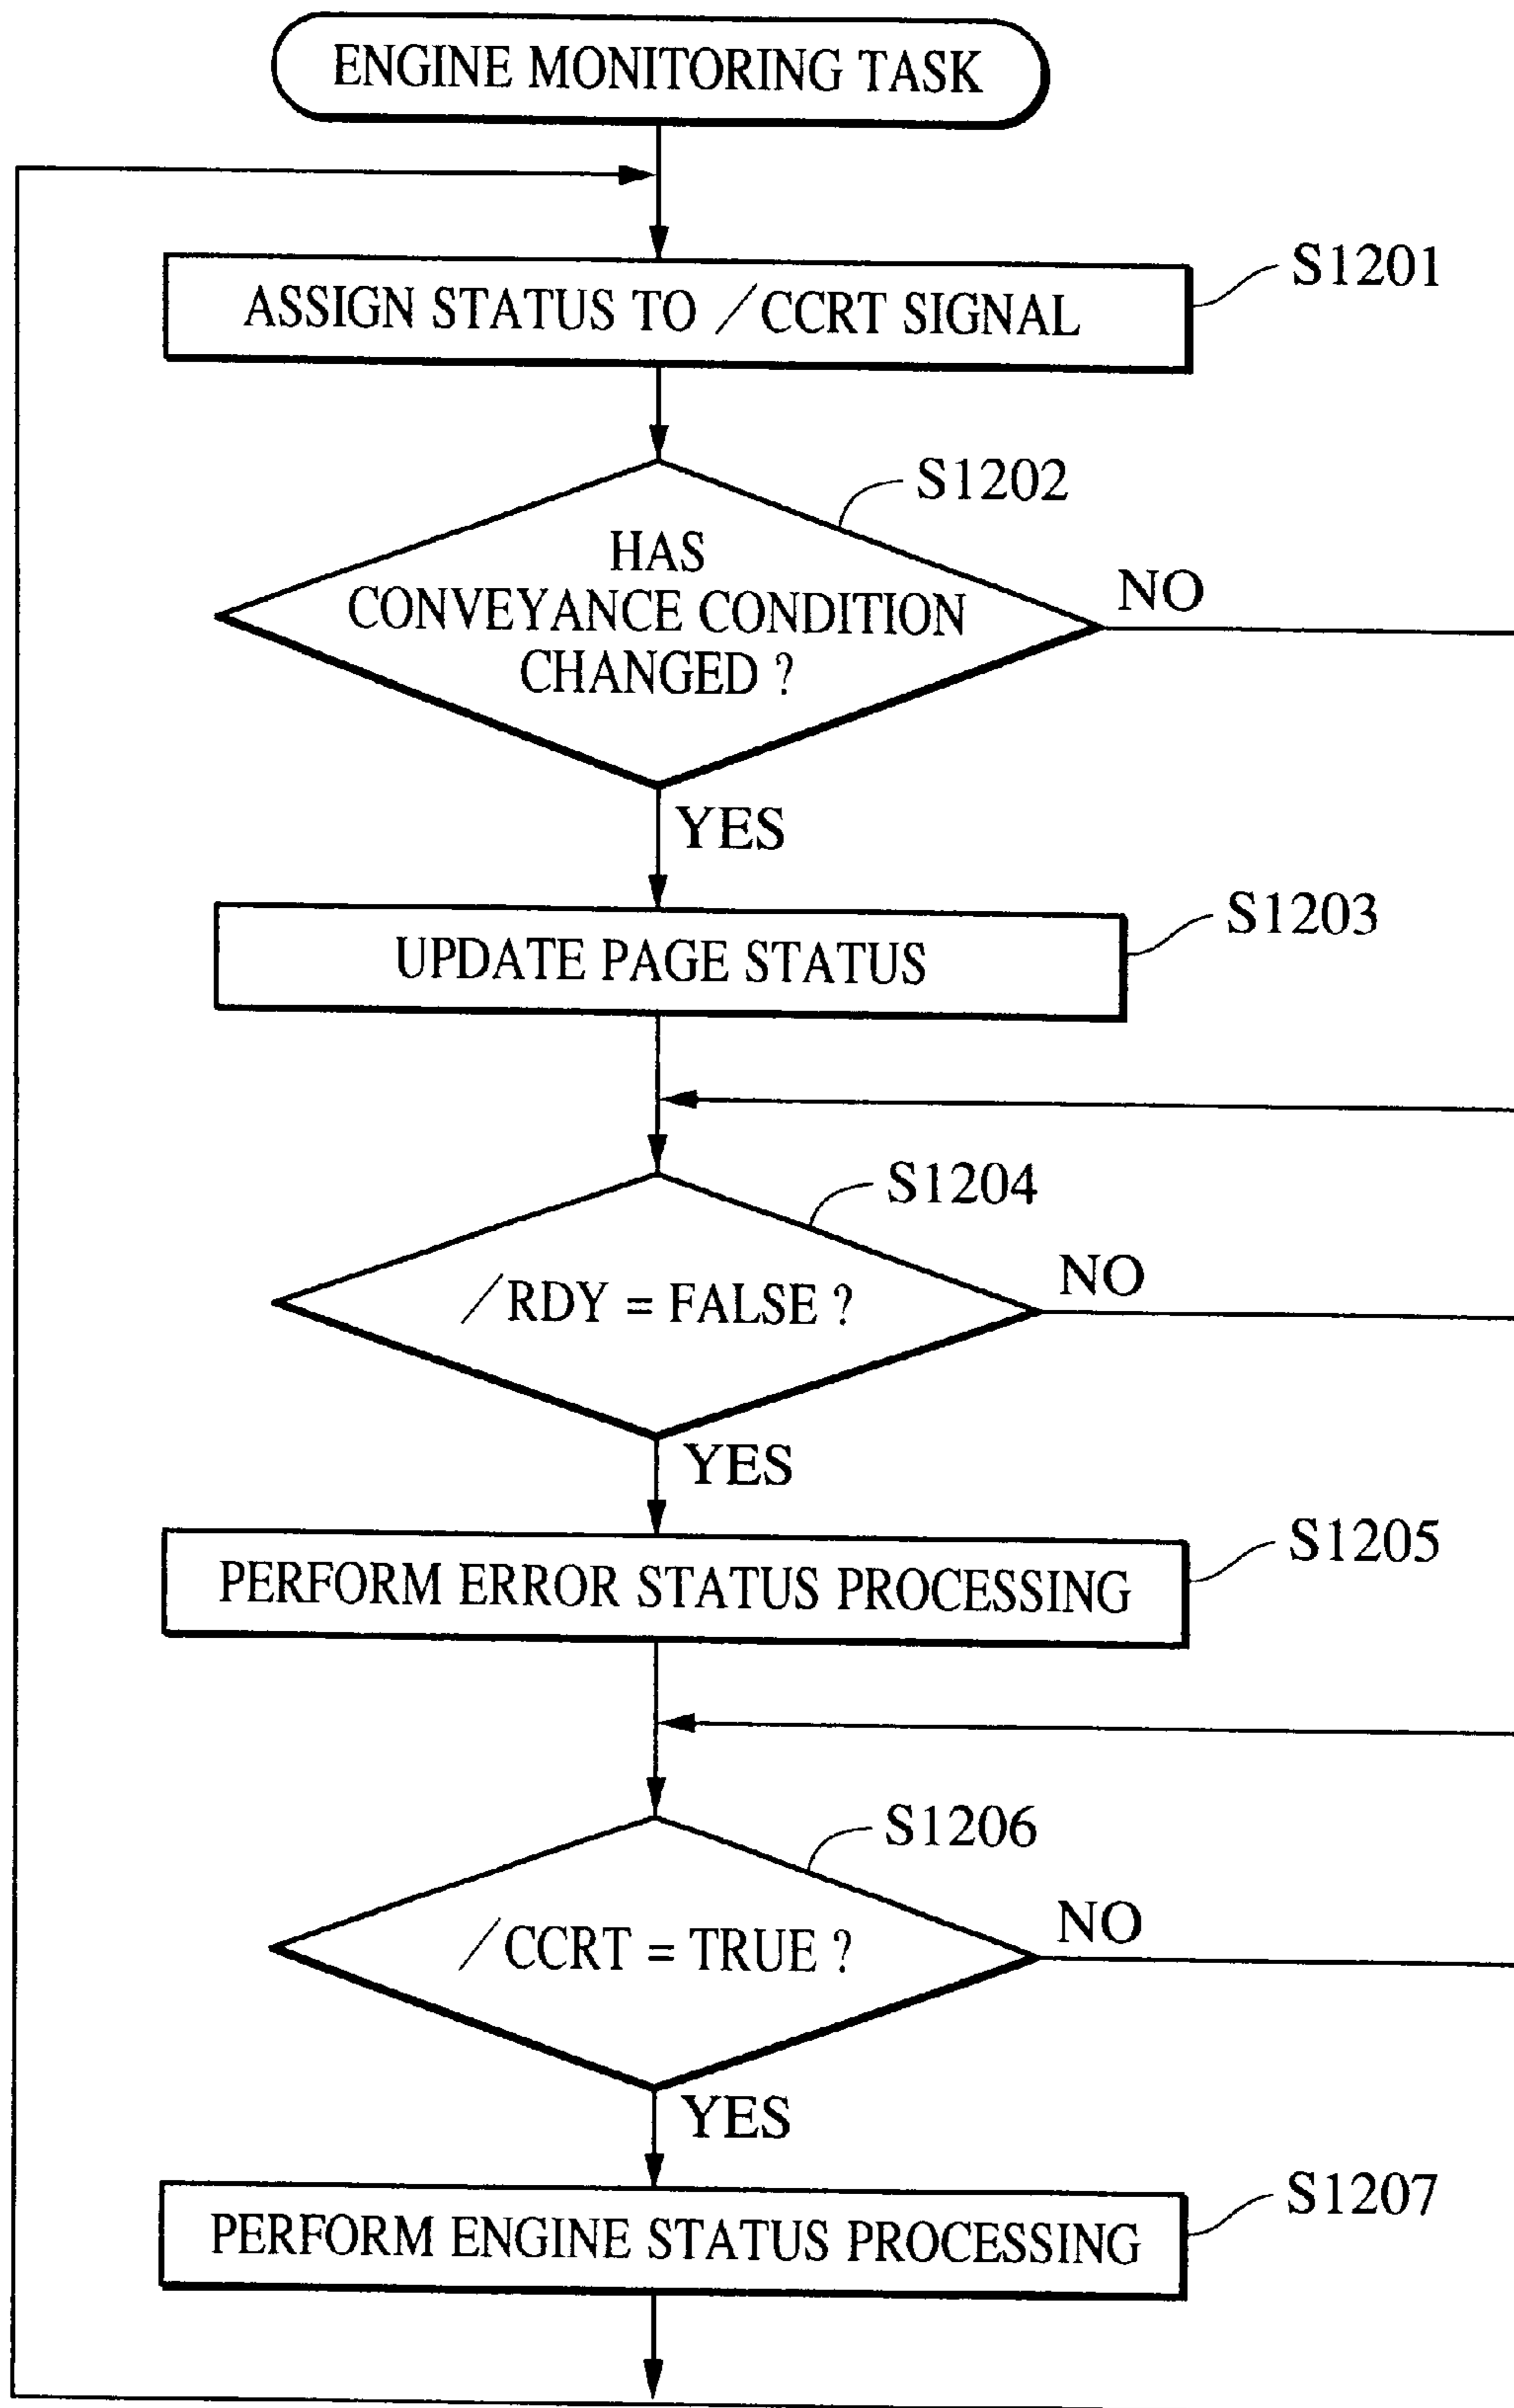 ENGINE MONITORING TASK
S1201
ASSIGN STATUS TO /CCRT SIGNAL
S1202
HAS
CONVEYANCE CONDITION
CHANGED ?
NO
YES
S1203
UPDATE PAGE STATUS
S1204
/RDY = FALSE ?
NO
YES
S1205
PERFORM ERROR STATUS PROCESSING
S1206
/CCRT = TRUE ?
NO
YES
S1207
PERFORM ENGINE STATUS PROCESSING